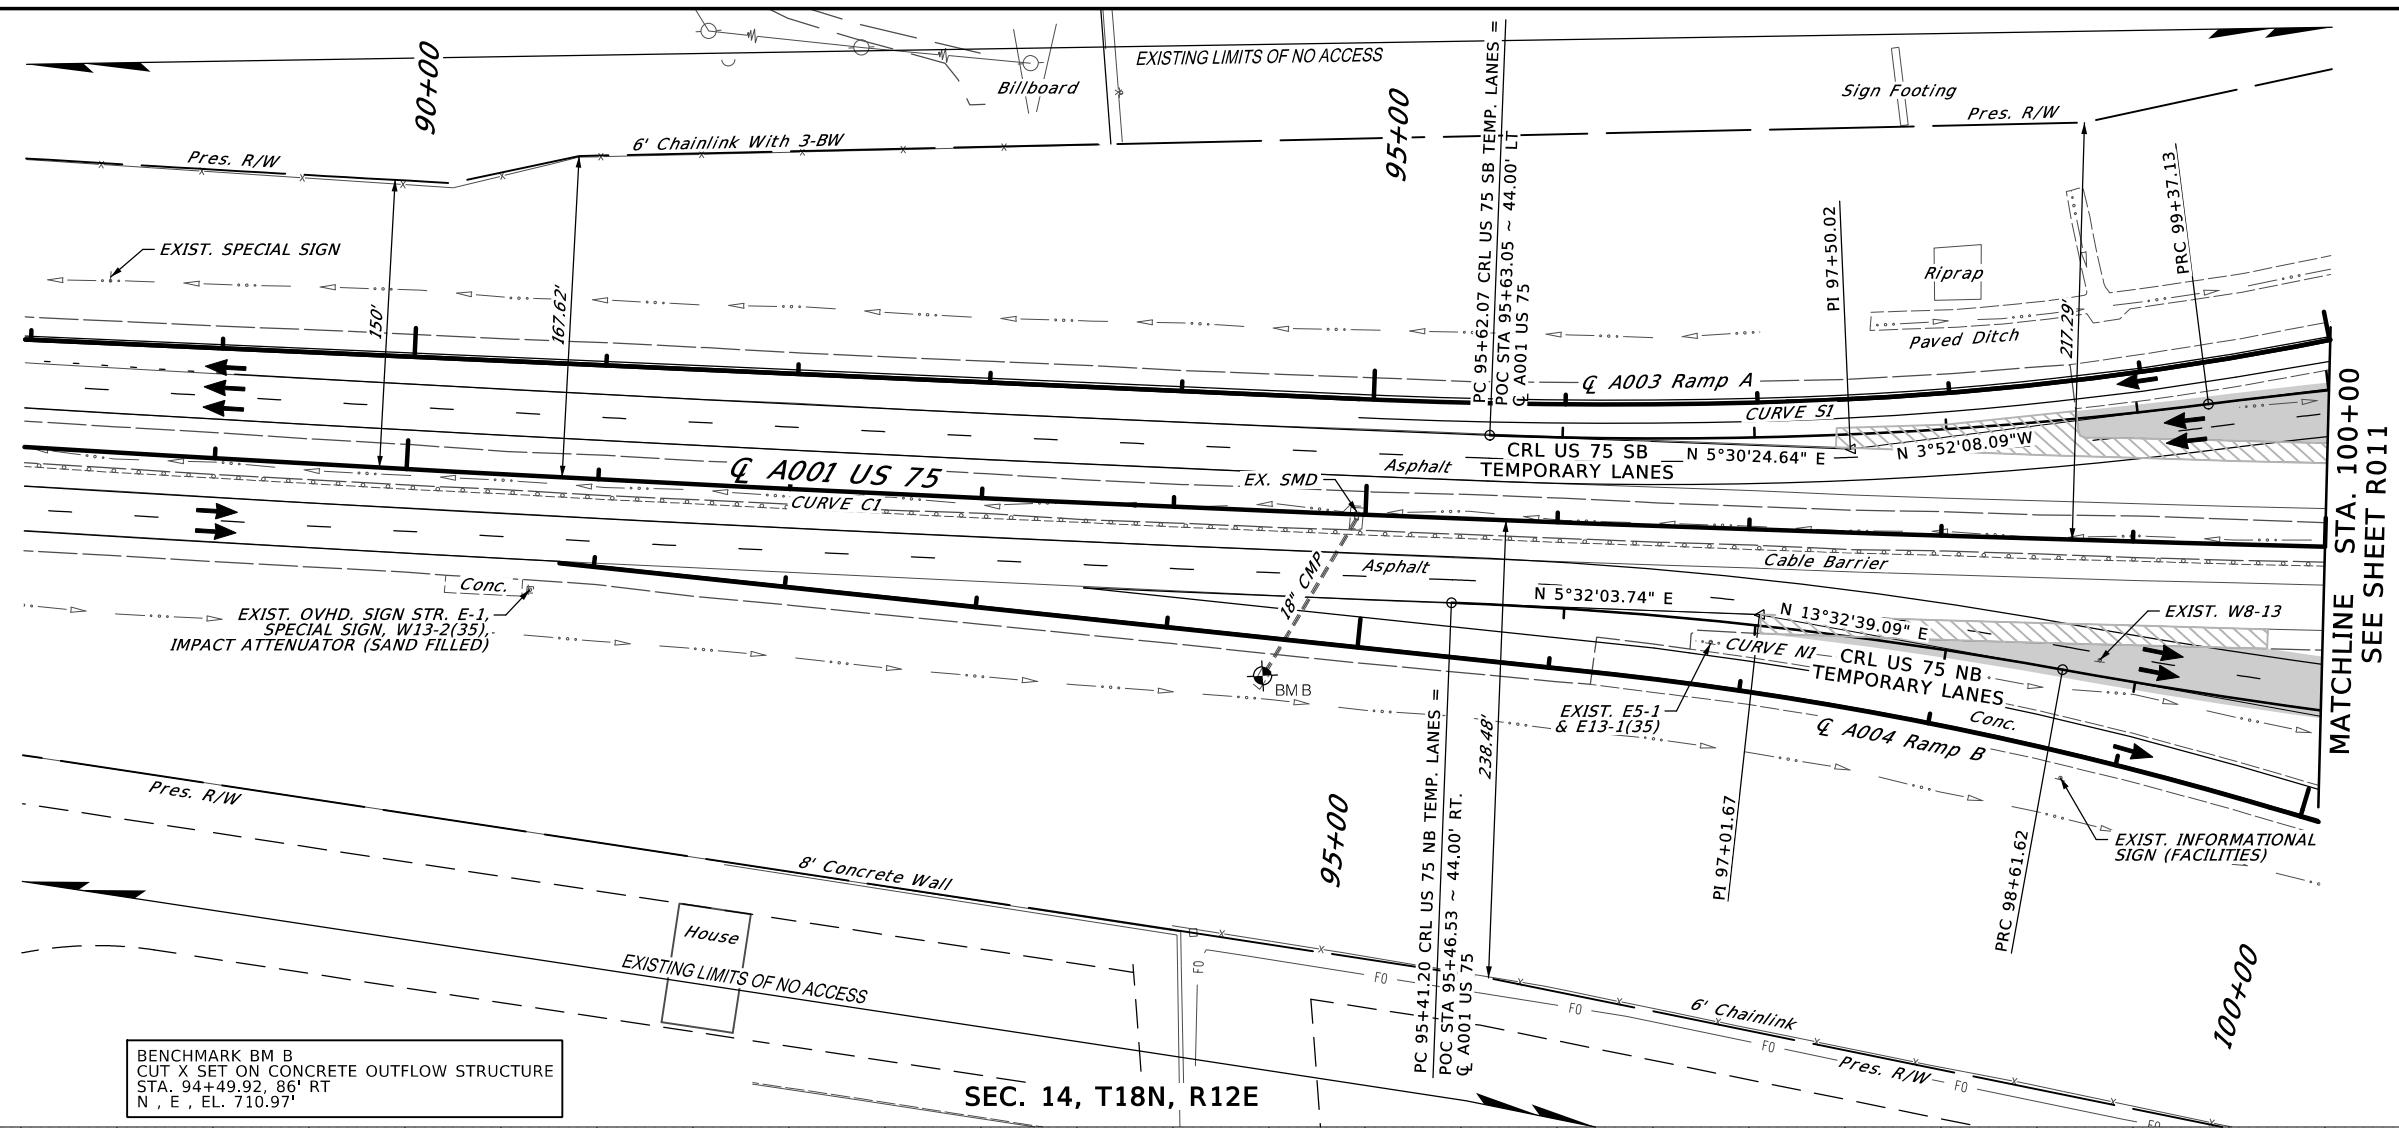 90+00
Billboard
EXISTING LIMITS OF NO ACCESS
95+00
PC 95+62.07 CRL US 75 SB TEMP. LANES =
POC STA 95+63.05 ~ 44.00' LT
℄ A001 US 75
Sign Footing
Pres. R/W
Pres. R/W
6' Chainlink With 3-BW
PRC 99+37.13
PI 97+50.02
EXIST. SPECIAL SIGN
150'
167.62'
Riprap
Paved Ditch
217.29'
℄ A003 Ramp A
CURVE S1
CRL US 75 SB
TEMPORARY LANES
N 5°30'24.64" E
N 3°52'08.09"W
MATCHLINE STA. 100+00
SEE SHEET R011
℄ A001 US 75
CURVE C1
EX. SMD
Asphalt
18" CMP
Asphalt
Cable Barrier
N 5°32'03.74" E
N 13°32'39.09" E
EXIST. W8-13
Conc.
EXIST. OVHD. SIGN STR. E-1,
SPECIAL SIGN, W13-2(35),
IMPACT ATTENUATOR (SAND FILLED)
CURVE N1
CRL US 75 NB
TEMPORARY LANES
BM B
EXIST. E5-1
& E13-1(35)
Conc.
℄ A004 Ramp B
238.48'
PC 95+41.20 CRL US 75 NB TEMP. LANES =
POC STA 95+46.53 ~ 44.00' RT.
℄ A001 US 75
PI 97+01.67
PRC 98+61.62
EXIST. INFORMATIONAL
SIGN (FACILITIES)
Pres. R/W
8' Concrete Wall
95+00
House
EXISTING LIMITS OF NO ACCESS
FO
FO
FO
FO
FO
FO
6' Chainlink
Pres. R/W
100+00
BENCHMARK BM B
CUT X SET ON CONCRETE OUTFLOW STRUCTURE
STA. 94+49.92, 86' RT
N , E , EL. 710.97'
SEC. 14, T18N, R12E